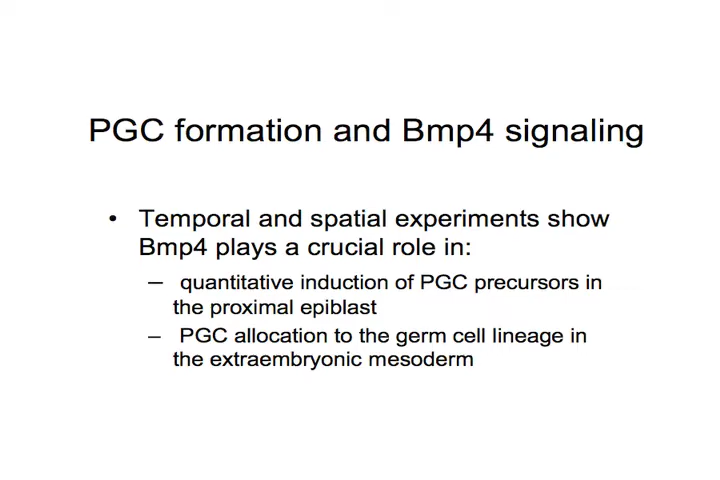 PGC formation and Bmp4 signaling
• Temporal and spatial experiments show
Bmp4 plays a crucial role in:
– quantitative induction of PGC precursors in
the proximal epiblast
– PGC allocation to the germ cell lineage in
the extraembryonic mesoderm